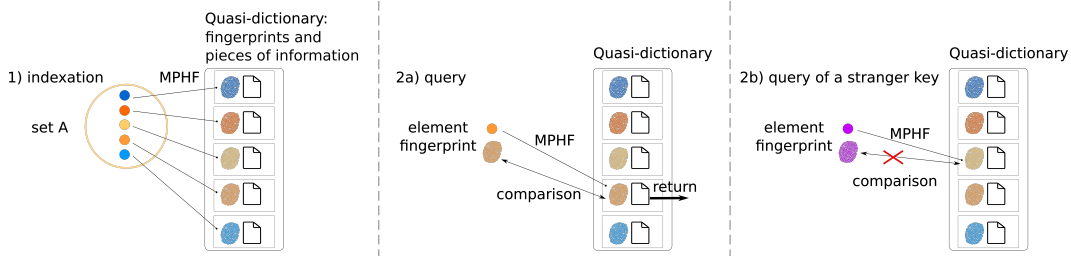 1) indexation
set A
MPHF
Quasi-dictionary:
fingerprints and
pieces of information
2a) query
element
fingerprint
MPHF
comparison
Quasi-dictionary
return
2b) query of a stranger key
element
fingerprint
MPHF
comparison
Quasi-dictionary